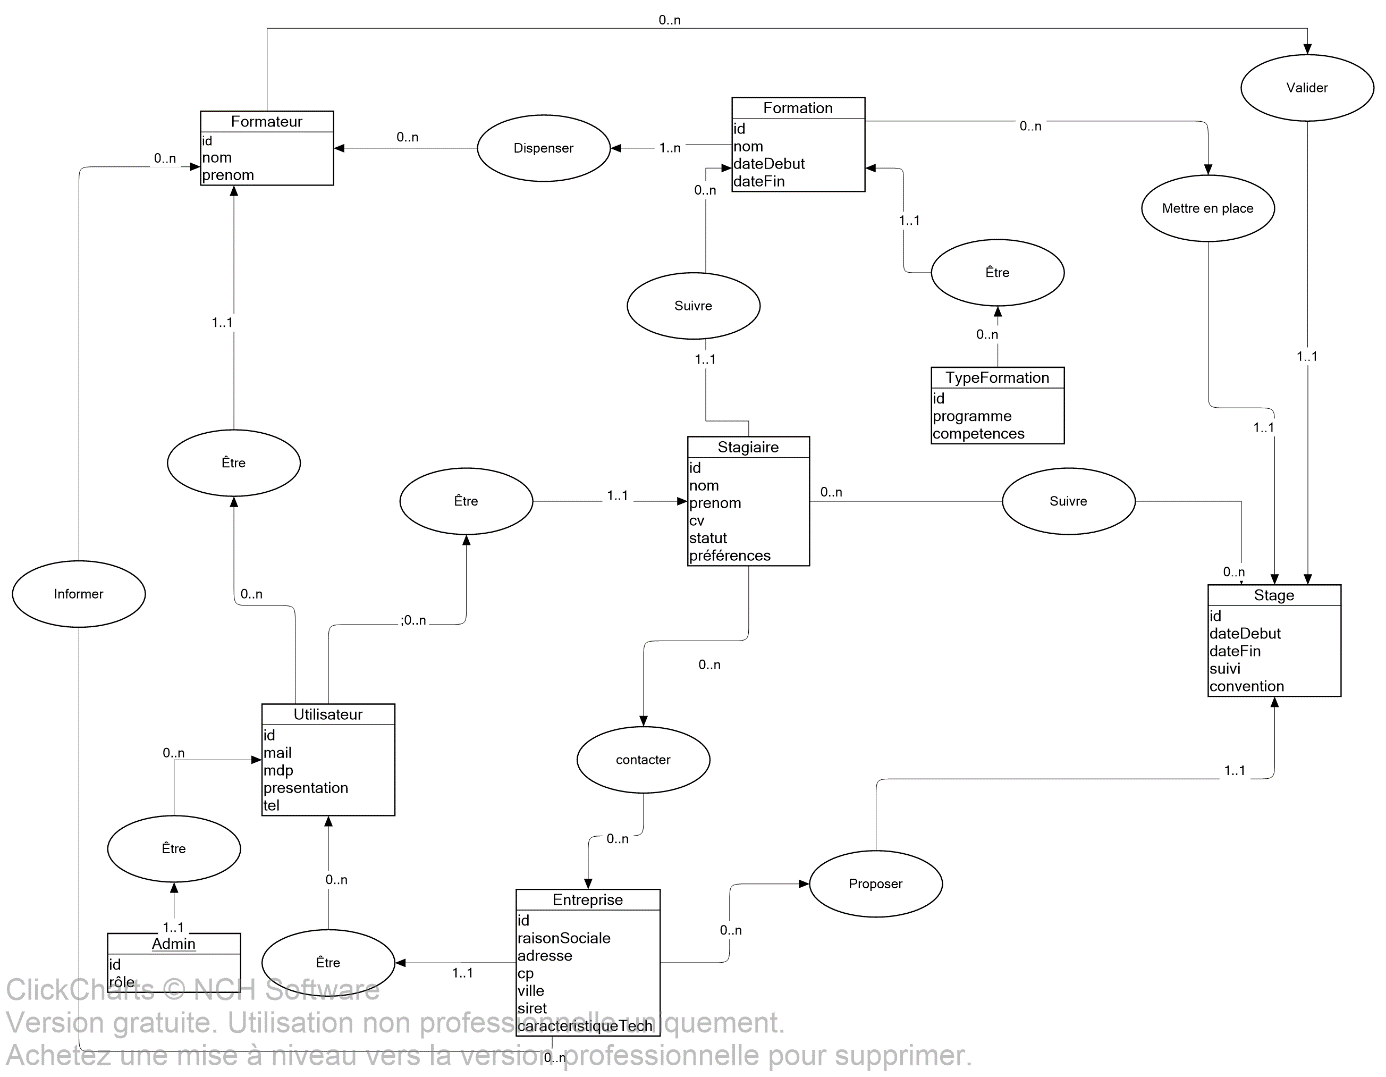 0..n
Valider
Formateur
id
nom
prenom
0..n
0..n
Dispenser
1..n
Formation
id
nom
dateDebut
dateFin
0..n
Mettre en place
0..n
1..1
Être
0..n
Suivre
1..1
1..1
1..1
1..1
TypeFormation
id
programme
competences
Être
Être
1..1
Stagiaire
id
nom
prenom
cv
statut
préférences
0..n
Suivre
0..n
Informer
0..n
;0..n
Stage
id
dateDebut
dateFin
suivi
convention
0..n
Utilisateur
id
mail
mdp
presentation
tel
0..n
contacter
1..1
Être
0..n
0..n
Proposer
1..1
Admin
id
rôle
Être
1..1
Entreprise
id
raisonSociale
adresse
cp
ville
siret
caracteristiqueTech
0..n
0..n
ClickCharts © NCH Software
Version gratuite. Utilisation non professionnelle uniquement.
Achetez une mise à niveau vers la version professionnelle pour supprimer.